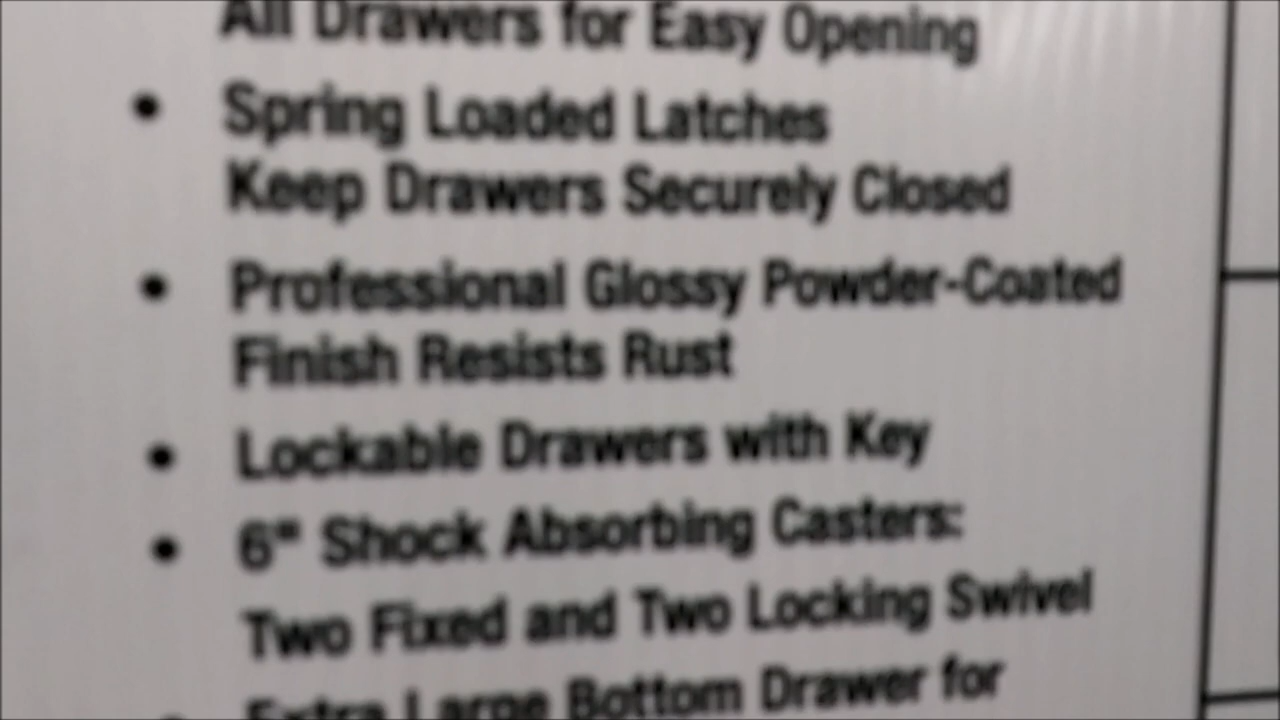 All Drawers for Easy Opening
• Spring Loaded Latches
Keep Drawers Securely Closed
• Professional Glossy Powder-Coated
Finish Resists Rust
• Lockable Drawers with Key
• 6" Shock Absorbing Casters:
Two Fixed and Two Locking Swivel
• Extra Large Bottom Drawer for